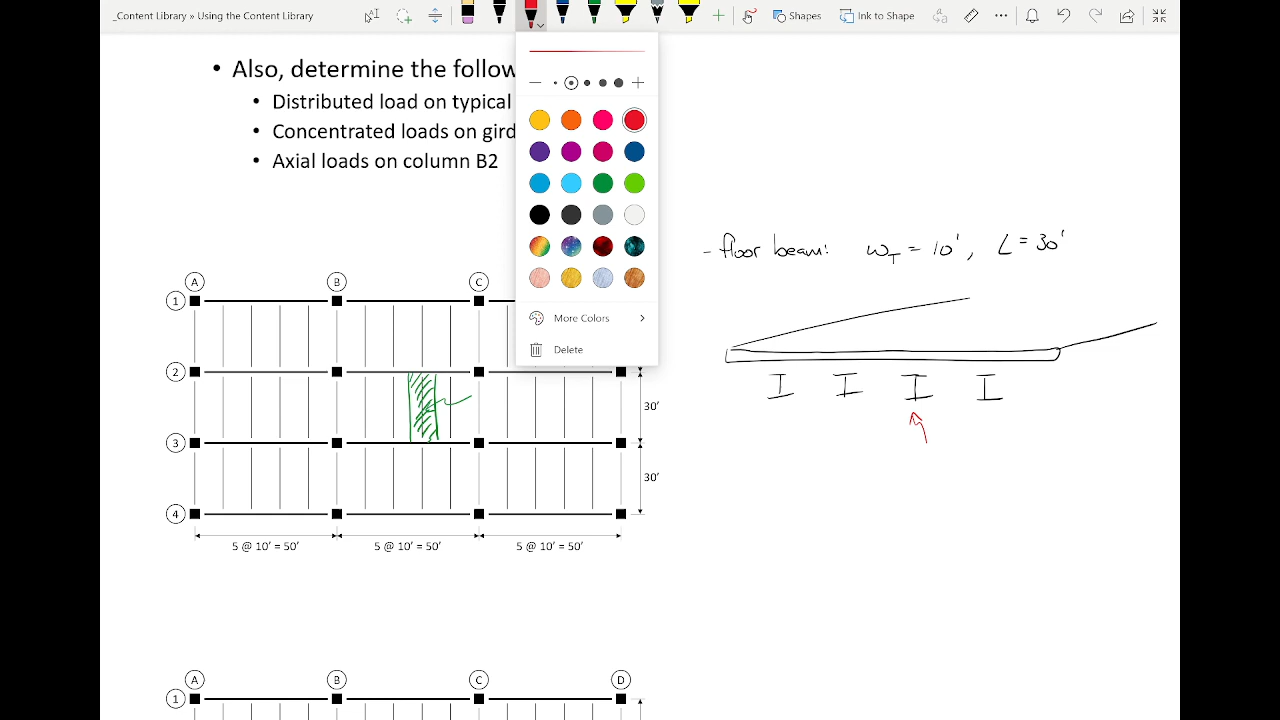 _Content Library » Using the Content Library
Shapes
Ink to Shape
• Also, determine the follow
• Distributed load on typical
• Concentrated loads on gird
• Axial loads on column B2
More Colors
Delete
- floor beam: wT = 10', L = 30'
A B C
1
2
30'
3
30'
4
5 @ 10' = 50' 5 @ 10' = 50' 5 @ 10' = 50'
I I I I
A B C D
1